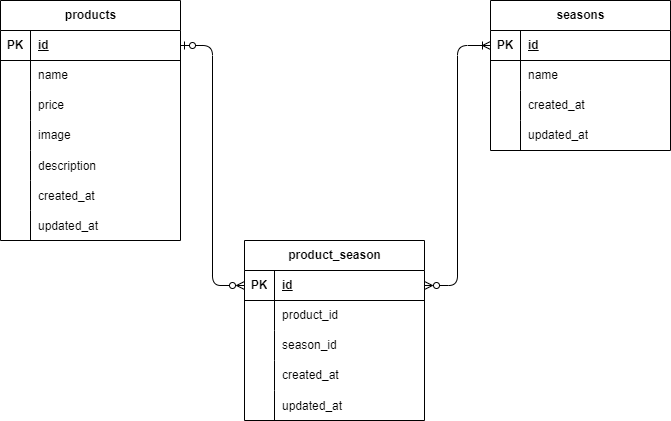 products
PK id
name
price
image
description
created_at
updated_at
seasons
PK id
name
created_at
updated_at
product_season
PK id
product_id
season_id
created_at
updated_at